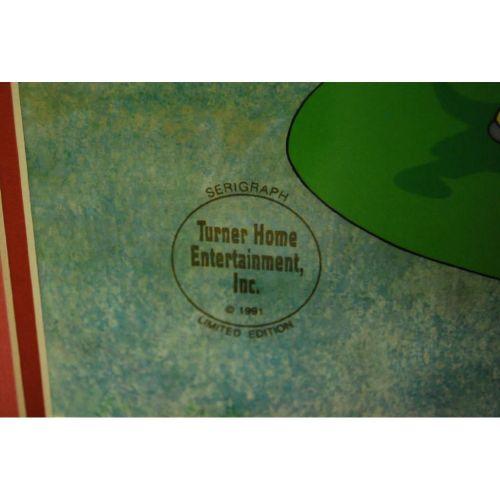 SERIGRAPH
Turner Home
Entertainment,
Inc.
© 1991
LIMITED EDITION